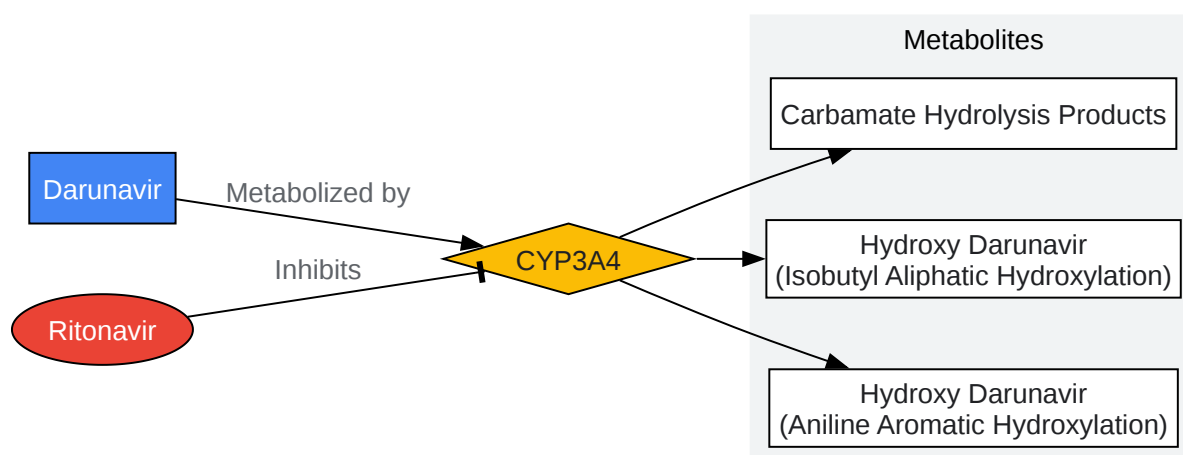 Metabolites
Carbamate Hydrolysis Products
Darunavir
Metabolized by
Hydroxy Darunavir
(Isobutyl Aliphatic Hydroxylation)
CYP3A4
Inhibits
Ritonavir
Hydroxy Darunavir
(Aniline Aromatic Hydroxylation)